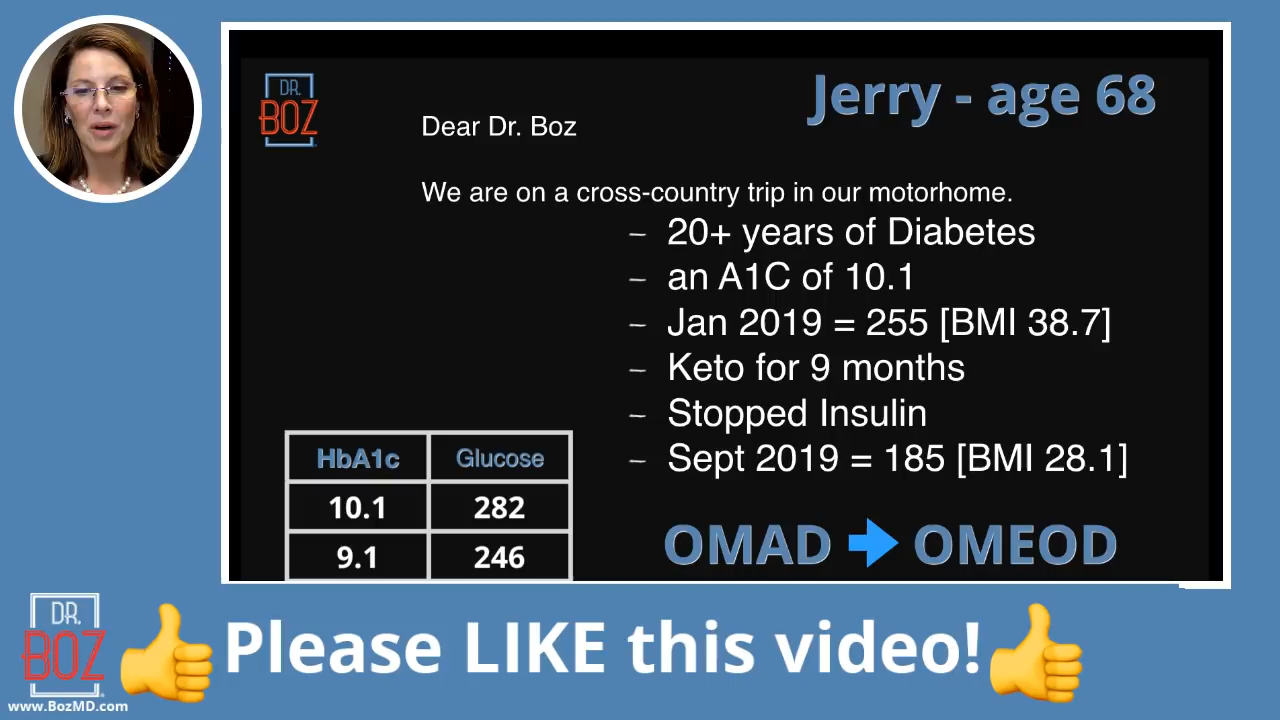 DR.
BOZ
Jerry - age 68
Dear Dr. Boz
We are on a cross-country trip in our motorhome.
– 20+ years of Diabetes
– an A1C of 10.1
– Jan 2019 = 255 [BMI 38.7]
– Keto for 9 months
– Stopped Insulin
– Sept 2019 = 185 [BMI 28.1]
HbA1c Glucose
10.1 282
9.1 246
OMAD OMEOD
DR.
BOZ
Please LIKE this video!
www.BozMD.com